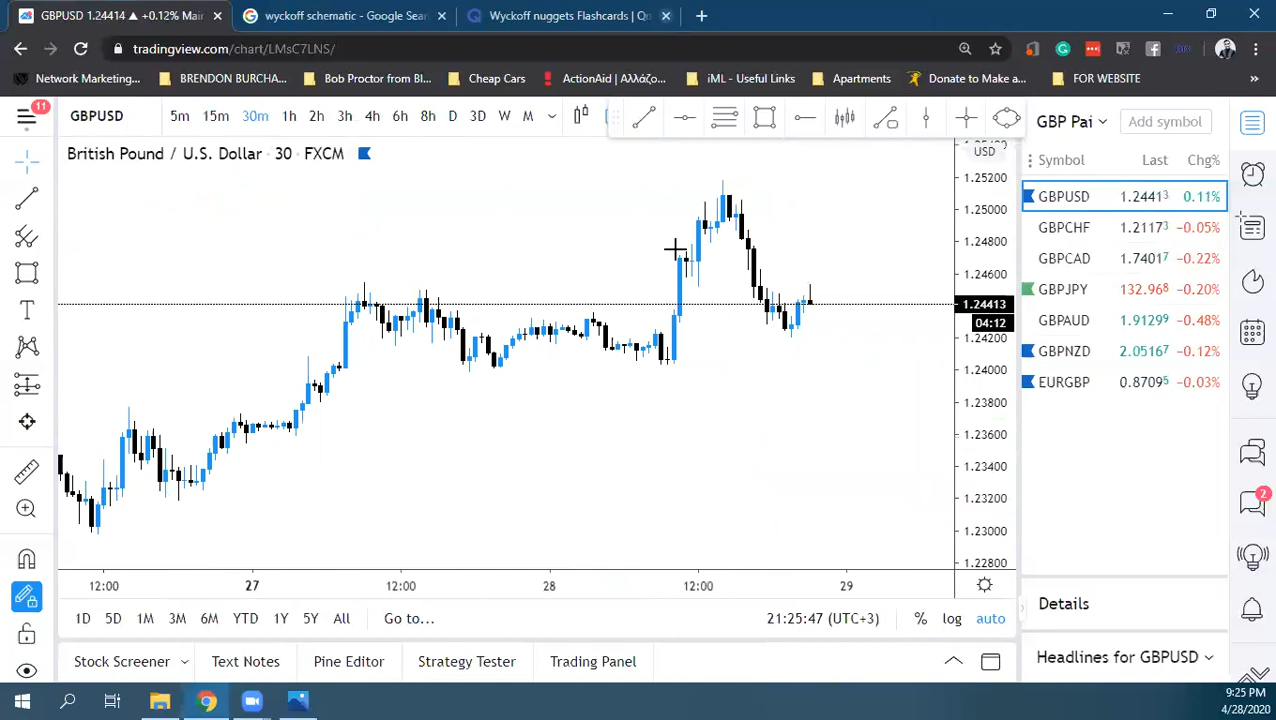 GBPUSD 1.24414 ▲ +0.12% Main
wyckoff schematic - Google Sear
Wyckoff nuggets Flashcards | Qu
tradingview.com/chart/LMsC7LNS/
Network Marketing...
BRENDON BURCHA...
Bob Proctor from Bl...
Cheap Cars
ActionAid | Αλλάζο...
iML - Useful Links
Apartments
Donate to Make a...
FOR WEBSITE
11
GBPUSD
5m 15m 30m 1h 2h 3h 4h 6h 8h D 3D W M
British Pound / U.S. Dollar · 30 · FXCM
USD
1.25200
1.25000
1.24800
1.24600
1.24413
04:12
1.24200
1.24000
1.23800
1.23600
1.23400
1.23200
1.23000
1.22800
12:00 27 12:00 28 12:00 29
1D 5D 1M 3M 6M YTD 1Y 5Y All Go to...
21:25:47 (UTC+3) % log auto
Stock Screener Text Notes Pine Editor Strategy Tester Trading Panel
GBP Pai Add symbol
Symbol Last Chg%
GBPUSD 1.24413 0.11%
GBPCHF 1.21173 −0.05%
GBPCAD 1.74017 −0.22%
GBPJPY 132.968 −0.20%
GBPAUD 1.91299 −0.48%
GBPNZD 2.05167 −0.12%
EURGBP 0.87095 −0.03%
2
Details
Headlines for GBPUSD
9:25 PM
4/28/2020